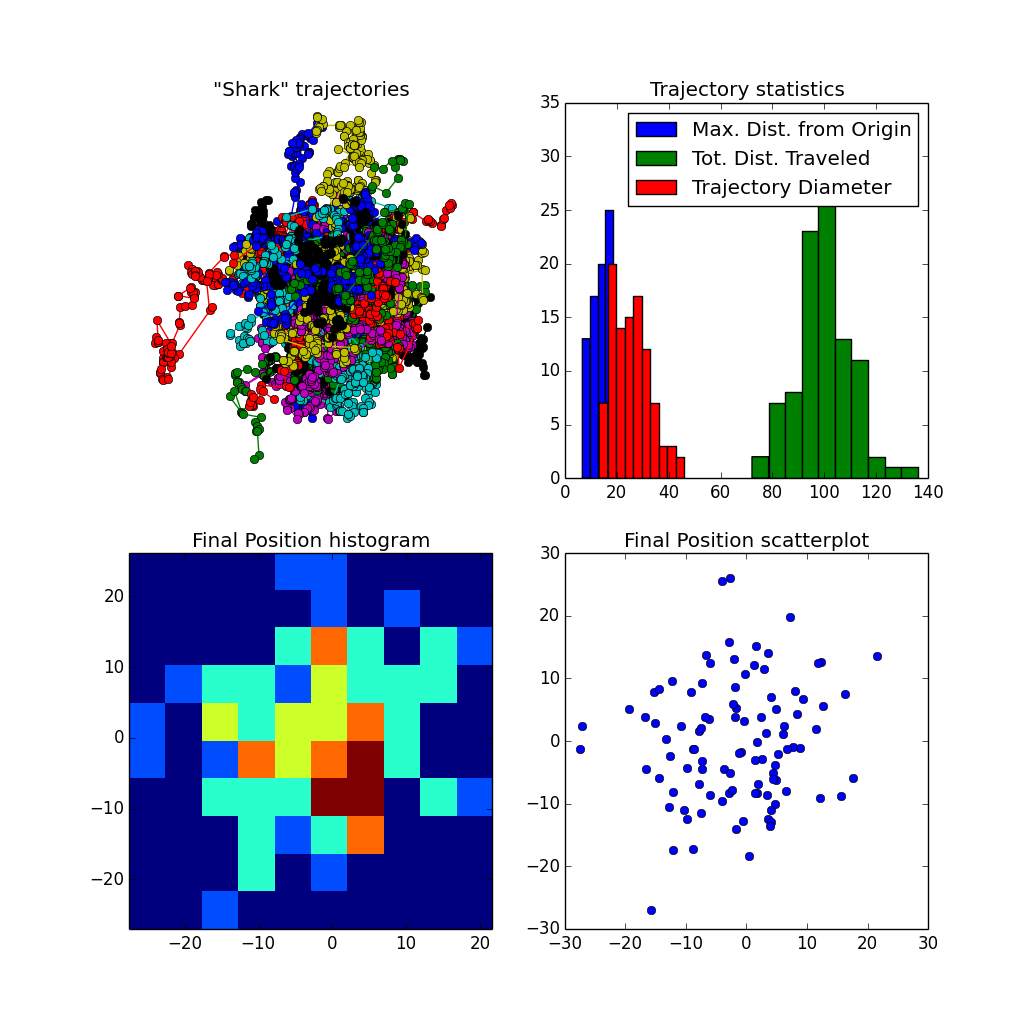 "Shark" trajectories
Trajectory statistics
35
30
25
20
15
10
5
0
Max. Dist. from Origin
Tot. Dist. Traveled
Trajectory Diameter
0 20 40 60 80 100 120 140
Final Position histogram
20
10
0
−10
−20
−20 −10 0 10 20
Final Position scatterplot
30
20
10
0
−10
−20
−30
−30 −20 −10 0 10 20 30